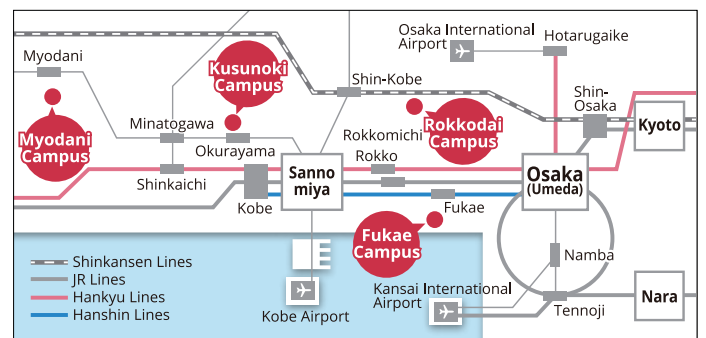 Osaka International
Airport
Hotarugaike
Myodani
Kusunoki
Campus
Shin-Kobe
Shin-
Osaka
Kyoto
Myodani
Campus
Minatogawa
Okurayama
Rokkomichi
Rokkodai
Campus
Rokko
Shinkaichi
Kobe
Sanno
miya
Osaka
(Umeda)
Fukae
Fukae
Campus
Namba
Shinkansen Lines
JR Lines
Hankyu Lines
Hanshin Lines
Kobe Airport
Kansai International
Airport
Tennoji
Nara